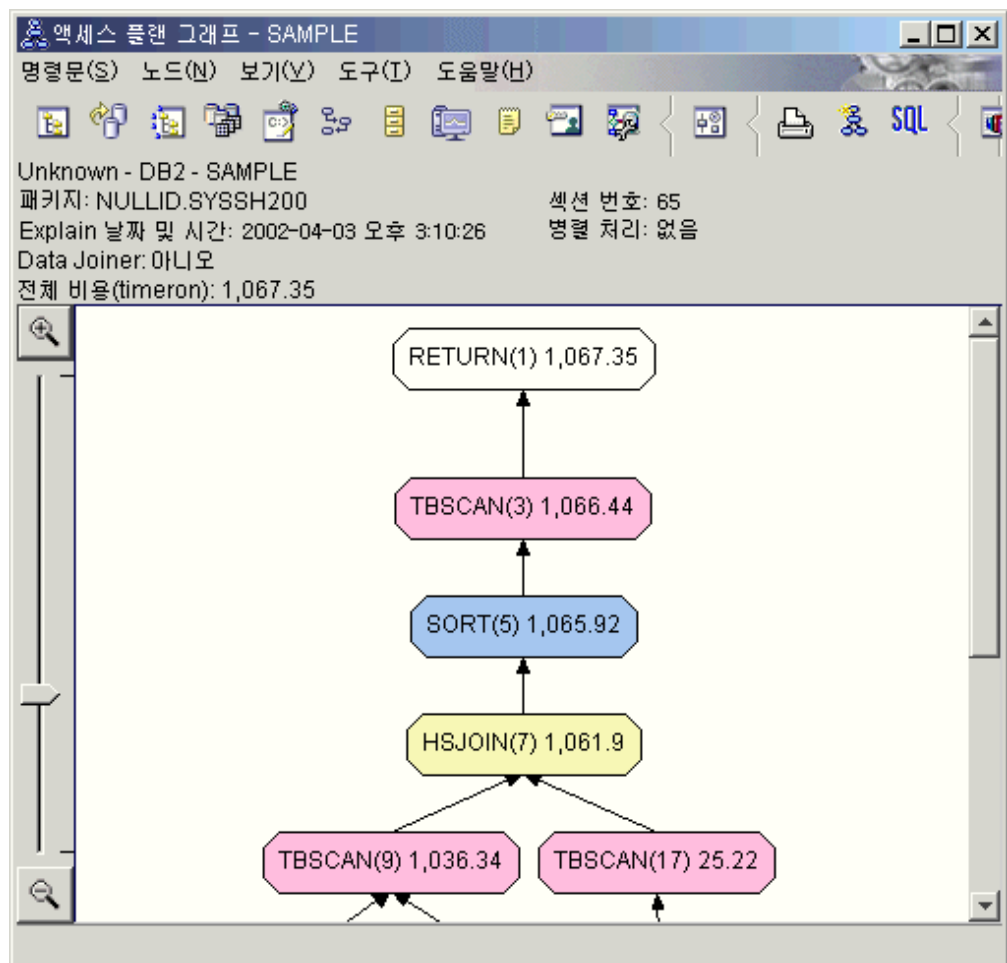 액세스 플랜 그래프 - SAMPLE
명령문(S) 노드(N) 보기(V) 도구(T) 도움말(H)
SQL
Unknown - DB2 - SAMPLE
패키지: NULLID.SYSSH200 섹션 번호: 65
Explain 날짜 및 시간: 2002-04-03 오후 3:10:26 병렬 처리: 없음
Data Joiner: 아니오
전체 비용(timeron): 1,067.35
RETURN(1) 1,067.35
TBSCAN(3) 1,066.44
SORT(5) 1,065.92
HSJOIN(7) 1,061.9
TBSCAN(9) 1,036.34 TBSCAN(17) 25.22